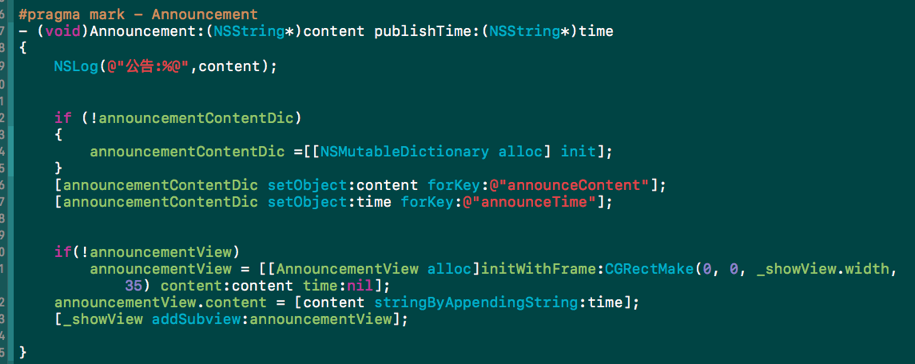 6 #pragma mark - Announcement
7 - (void)Announcement:(NSString*)content publishTime:(NSString*)time
8 {
9     NSLog(@"公告:%@",content);
0
1
2     if (!announcementContentDic)
3     {
4         announcementContentDic =[[NSMutableDictionary alloc] init];
5     }
6     [announcementContentDic setObject:content forKey:@"announceContent"];
7     [announcementContentDic setObject:time forKey:@"announceTime"];
8
9
0     if(!announcementView)
1         announcementView = [[AnnouncementView alloc]initWithFrame:CGRectMake(0, 0, _showView.width,
            35) content:content time:nil];
2     announcementView.content = [content stringByAppendingString:time];
3     [_showView addSubview:announcementView];
4
5 }